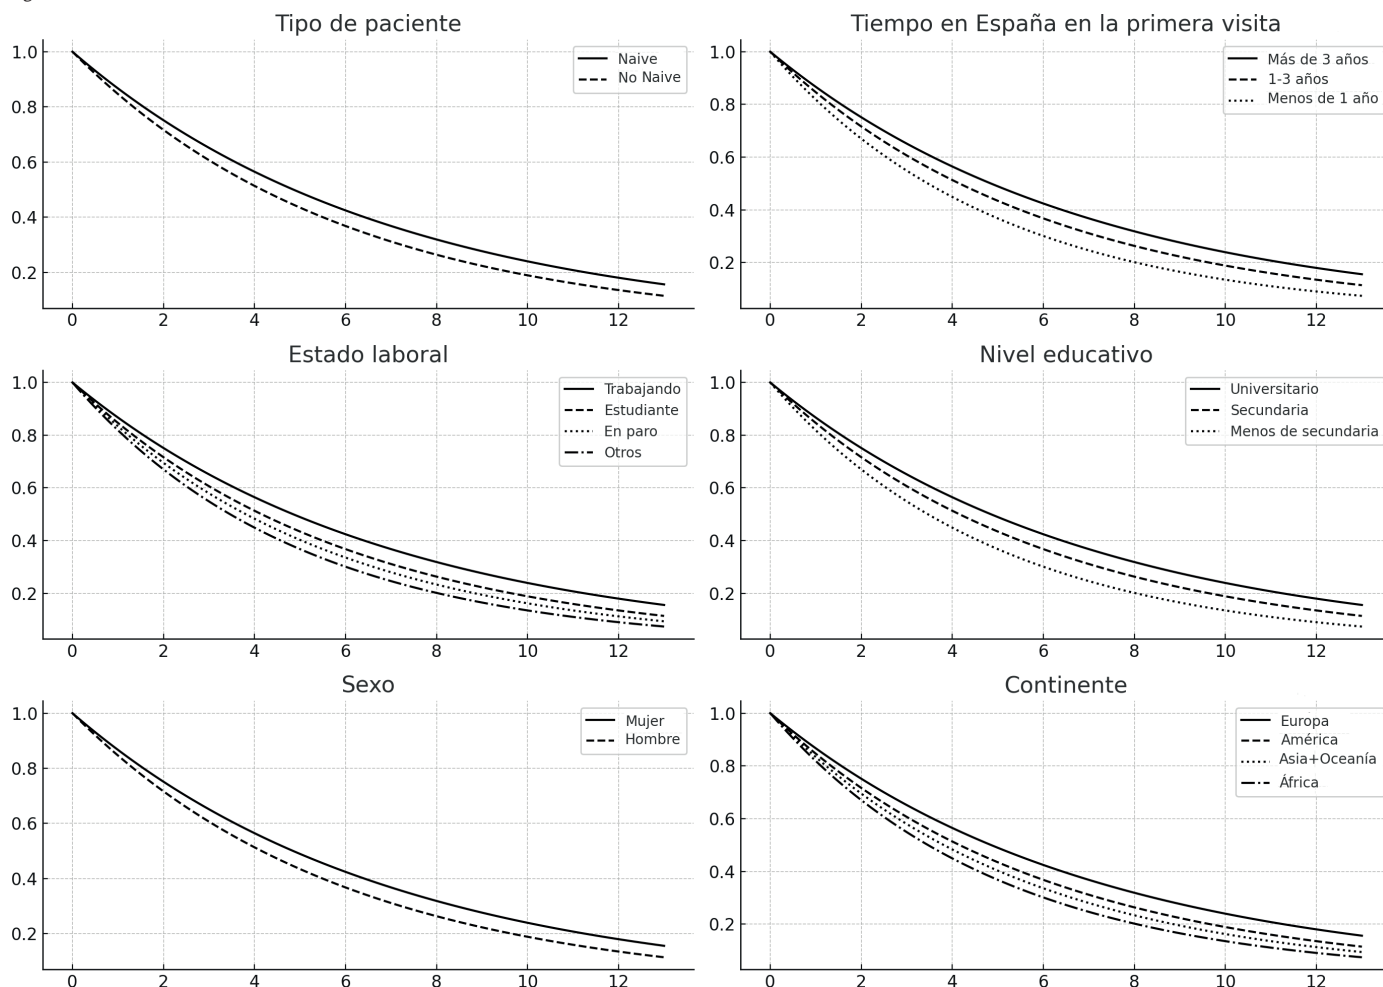 Tipo de paciente
1.0
0.8
0.6
0.4
0.2
0 2 4 6 8 10 12
Naive
No Naive
Tiempo en España en la primera visita
1.0
0.8
0.6
0.4
0.2
0 2 4 6 8 10 12
Más de 3 años
1-3 años
Menos de 1 año
Estado laboral
1.0
0.8
0.6
0.4
0.2
0 2 4 6 8 10 12
Trabajando
Estudiante
En paro
Otros
Nivel educativo
1.0
0.8
0.6
0.4
0.2
0 2 4 6 8 10 12
Universitario
Secundaria
Menos de secundaria
Sexo
1.0
0.8
0.6
0.4
0.2
0 2 4 6 8 10 12
Mujer
Hombre
Continente
1.0
0.8
0.6
0.4
0.2
0 2 4 6 8 10 12
Europa
América
Asia+Oceanía
África